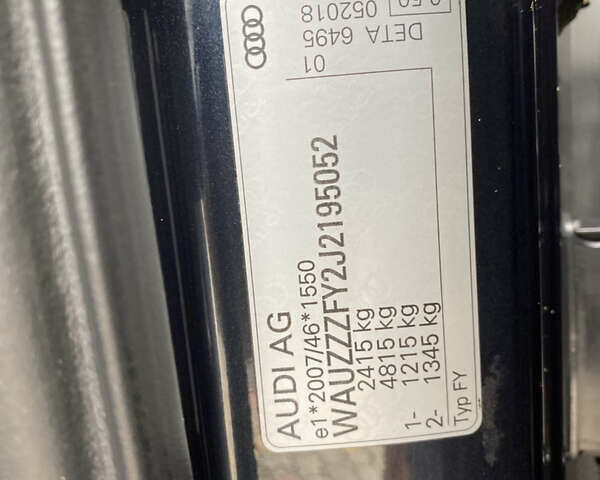 AUDI AG
e1*2007/46*1550
WAUZZZFY2J2195052
2415 kg
4815 kg
1- 1215 kg
2- 1345 kg
Typ FY
01
DETA 6495
052018